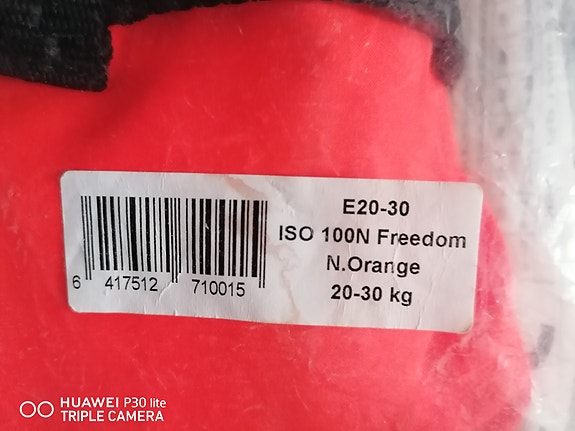 E20-30
ISO 100N Freedom
N.Orange
20-30 kg
6 417512 710015
HUAWEI P30 lite
TRIPLE CAMERA